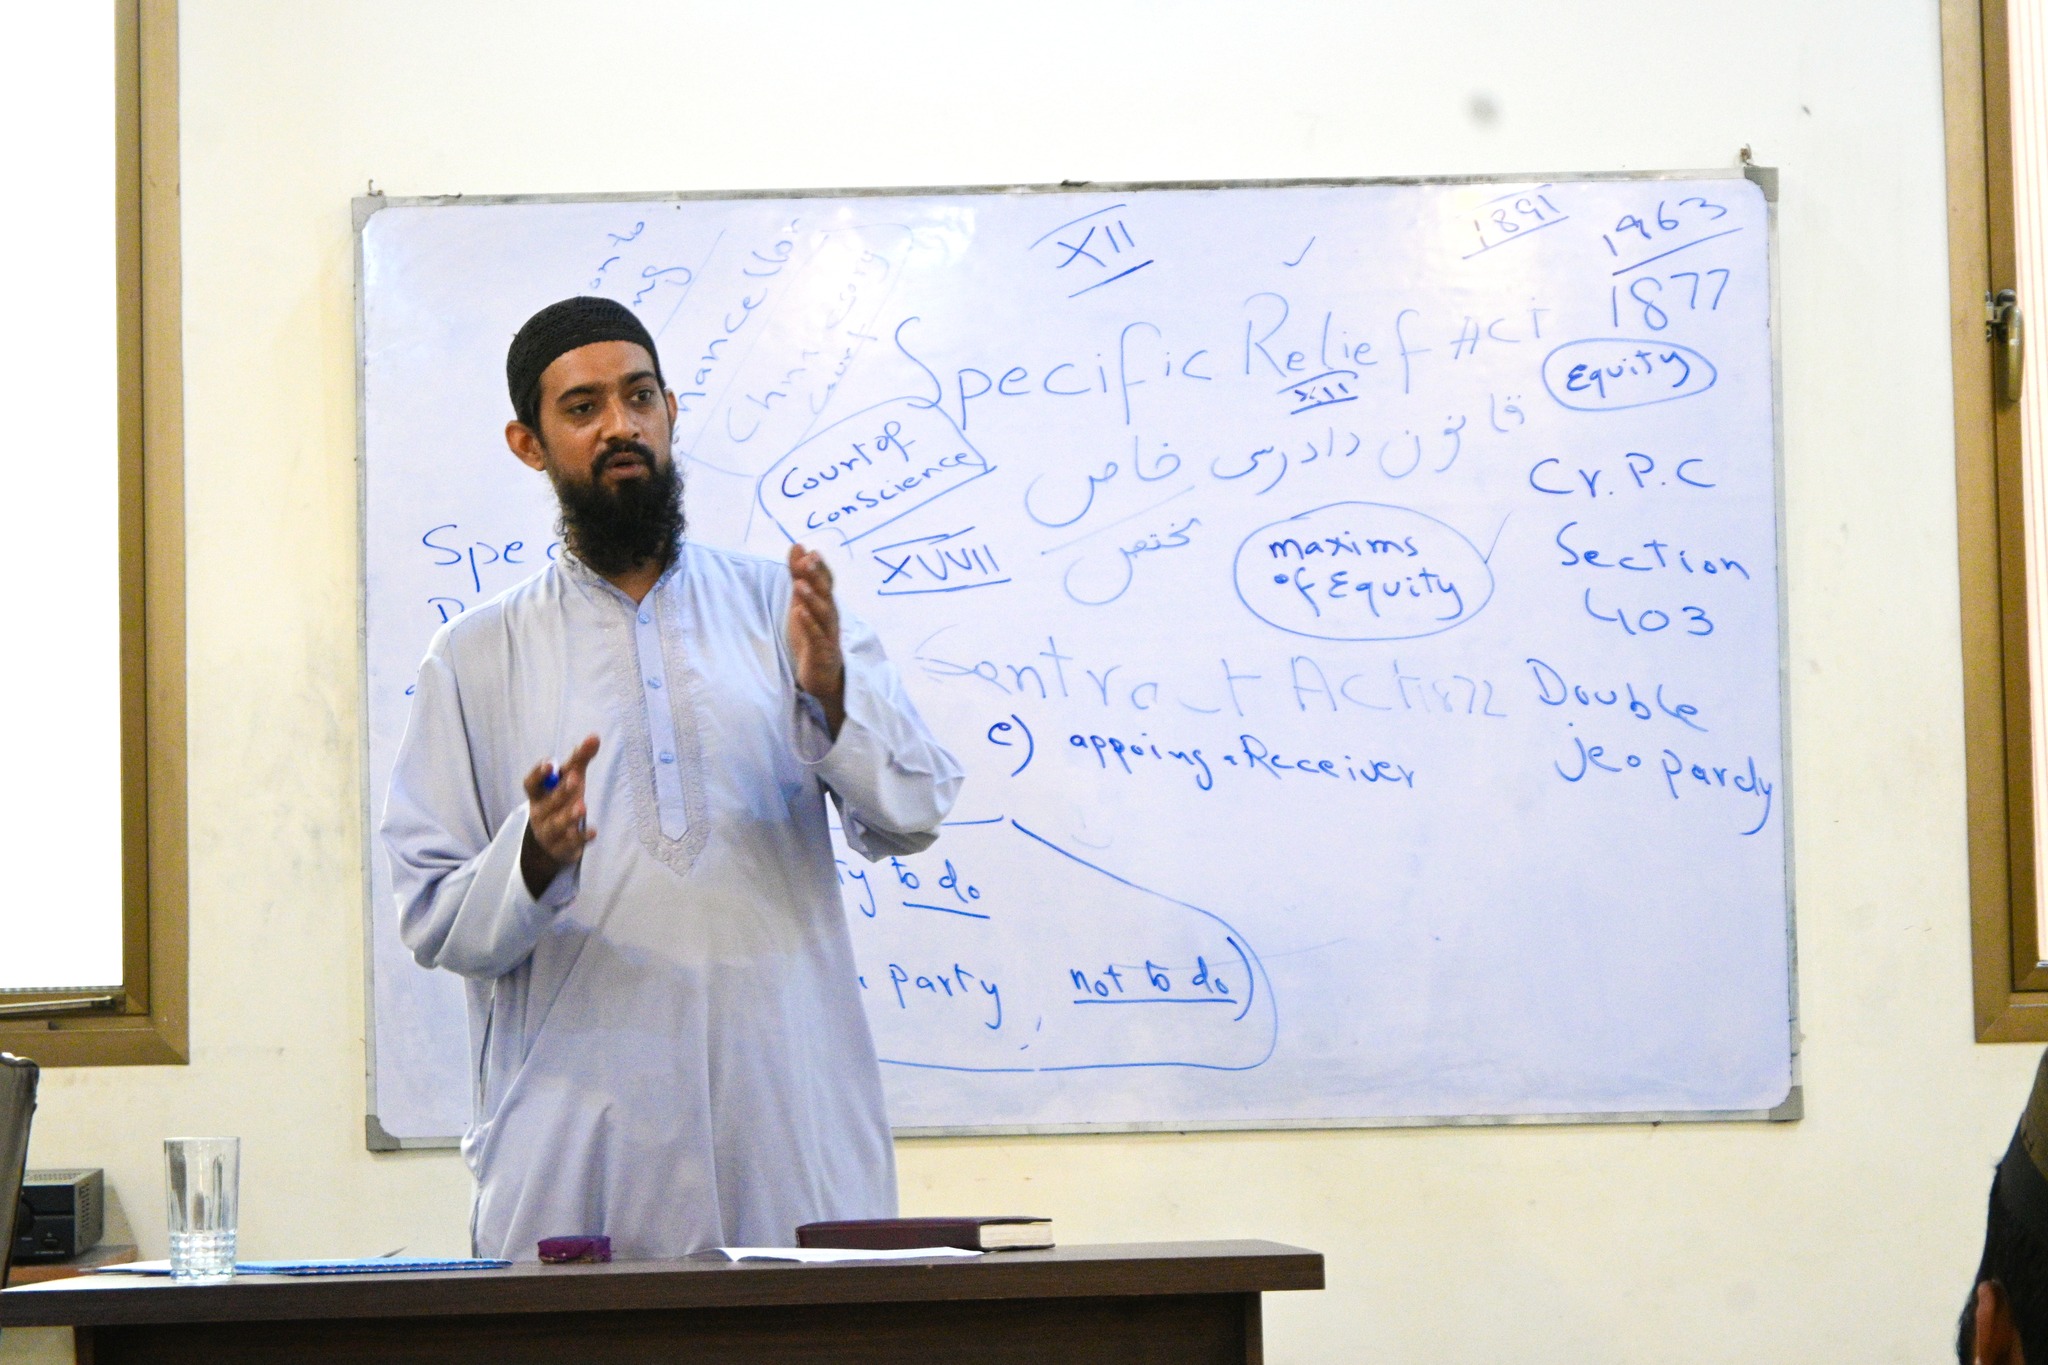 XII
1891
1963
1877
Chancery
Court
Specific Relief Act
XII
Equity
قانون دادرسی خاص
مختص
Court of
conscience
XVVII
maxims
of Equity
Cr.P.C
Section
403
Double
jeopardy
Contract Act 1872
e) appoing a Receiver
to do
party not to do)